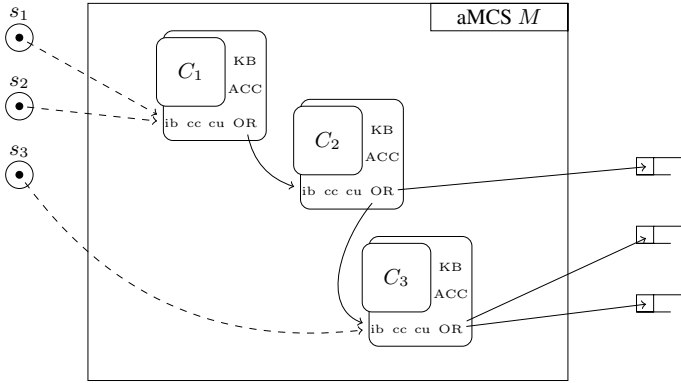 aMCS M
s1
s2
s3
C1
KB
ACC
ib cc cu OR
C2
KB
ACC
ib cc cu OR
C3
KB
ACC
ib cc cu OR